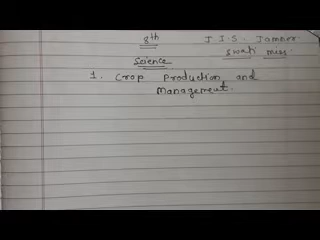 8th J.I.S. Jamner.
Swati Miss.
Science
1. Crop Production and
Management.